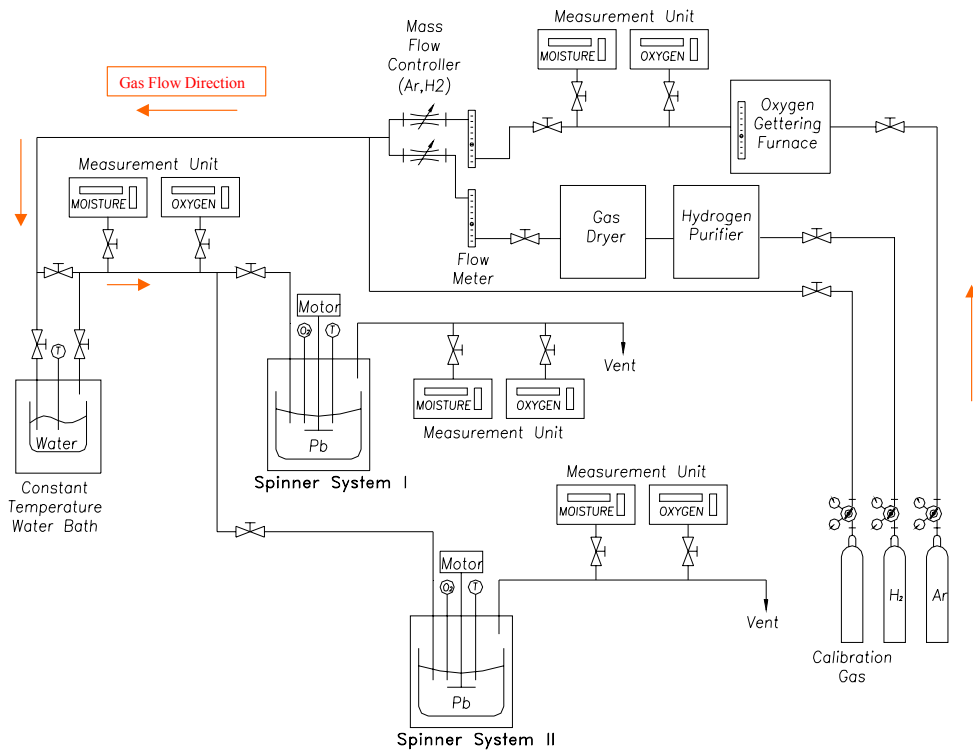 Measurement Unit
MOISTURE
OXYGEN
Mass
Flow
Controller
(Ar,H2)
Gas Flow Direction
Oxygen
Gettering
Furnace
Measurement Unit
MOISTURE
OXYGEN
Gas
Dryer
Hydrogen
Purifier
Flow
Meter
Motor
O2
T
Vent
T
Water
Constant
Temperature
Water Bath
Pb
Spinner System I
MOISTURE
OXYGEN
Measurement Unit
Measurement Unit
MOISTURE
OXYGEN
Motor
O2
T
Vent
Pb
Spinner System II
H2
Ar
Calibration
Gas